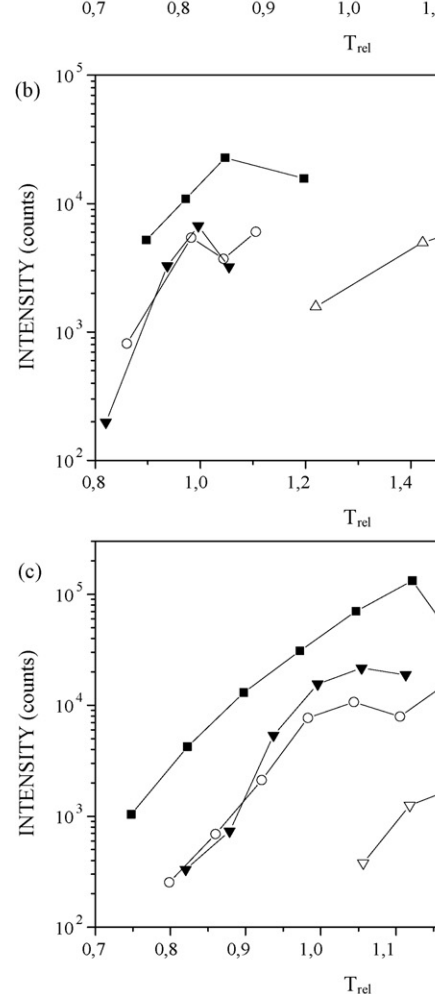 0,7 0,8 0,9 1,0 1,
T_rel
(b)
10^5
10^4
10^3
10^2
INTENSITY (counts)
0,8 1,0 1,2 1,4
T_rel
(c)
10^5
10^4
10^3
10^2
INTENSITY (counts)
0,7 0,8 0,9 1,0 1,1
T_rel